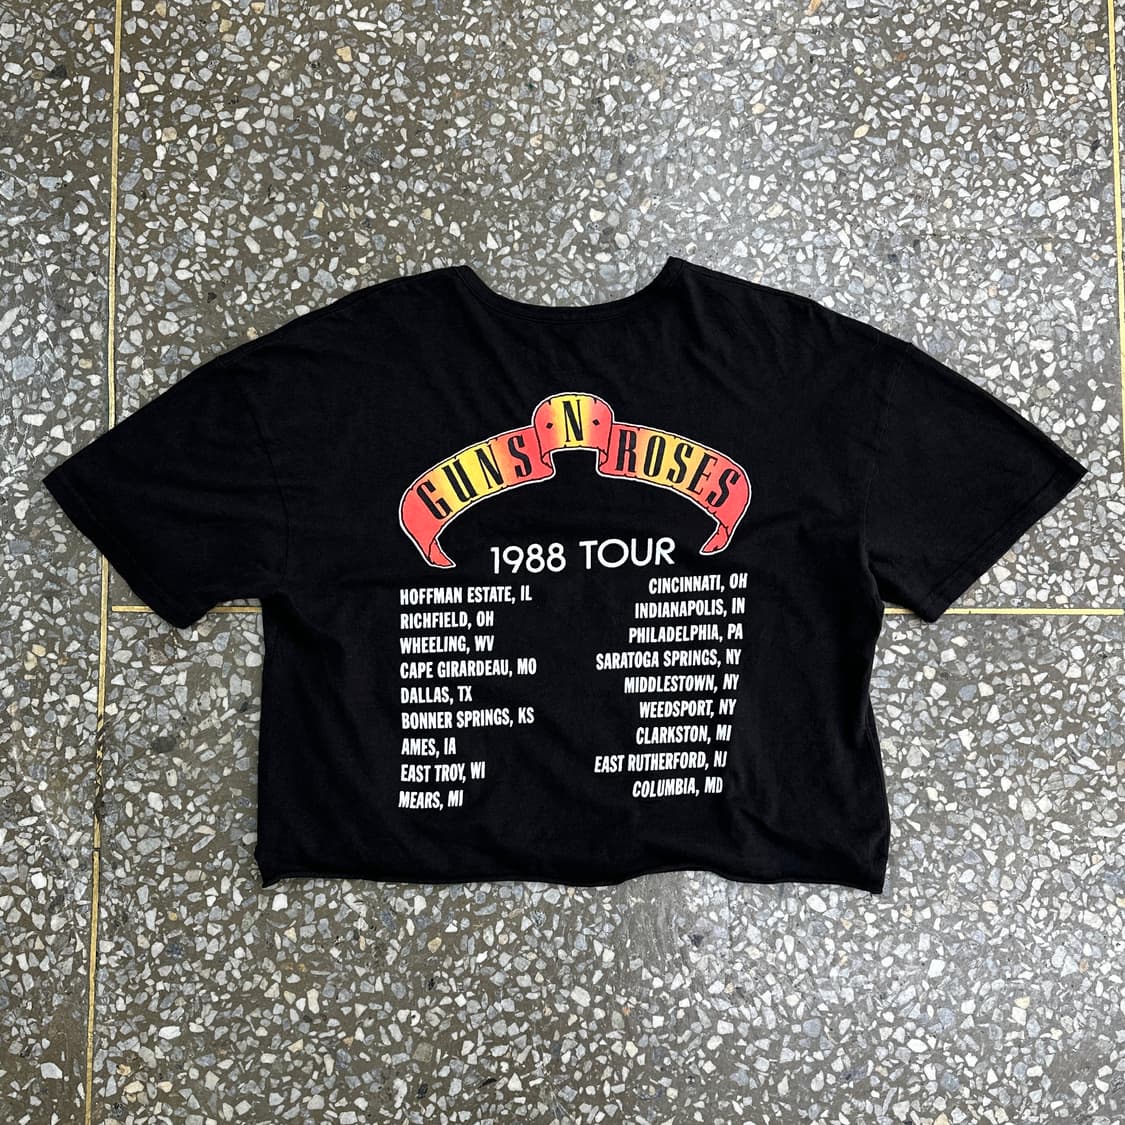 GUNS N ROSES
1988 TOUR
HOFFMAN ESTATE, IL
RICHFIELD, OH
WHEELING, WV
CAPE GIRARDEAU, MO
DALLAS, TX
BONNER SPRINGS, KS
AMES, IA
EAST TROY, WI
MEARS, MI
CINCINNATI, OH
INDIANAPOLIS, IN
PHILADELPHIA, PA
SARATOGA SPRINGS, NY
MIDDLESTOWN, NY
WEEDSPORT, NY
CLARKSTON, MI
EAST RUTHERFORD, NJ
COLUMBIA, MD